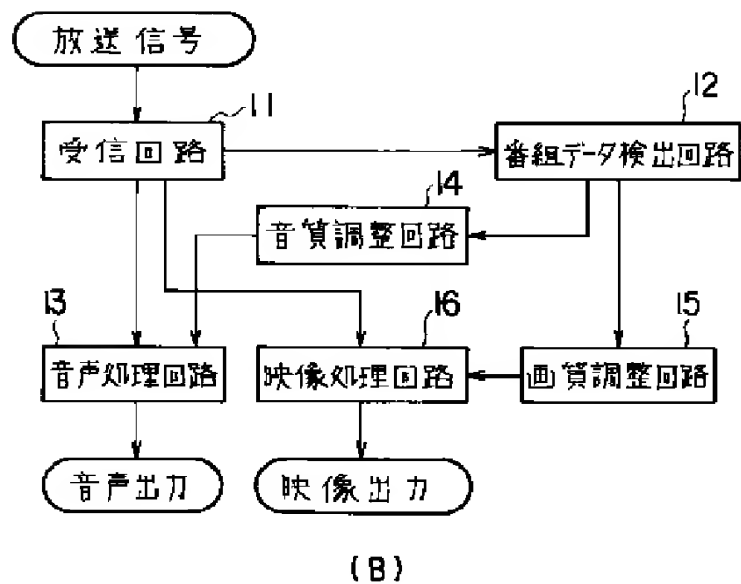 放送信号
11
受信回路
12
番組データ検出回路
14
音質調整回路
13
音声処理回路
16
映像処理回路
15
画質調整回路
音声出力
映像出力
(B)